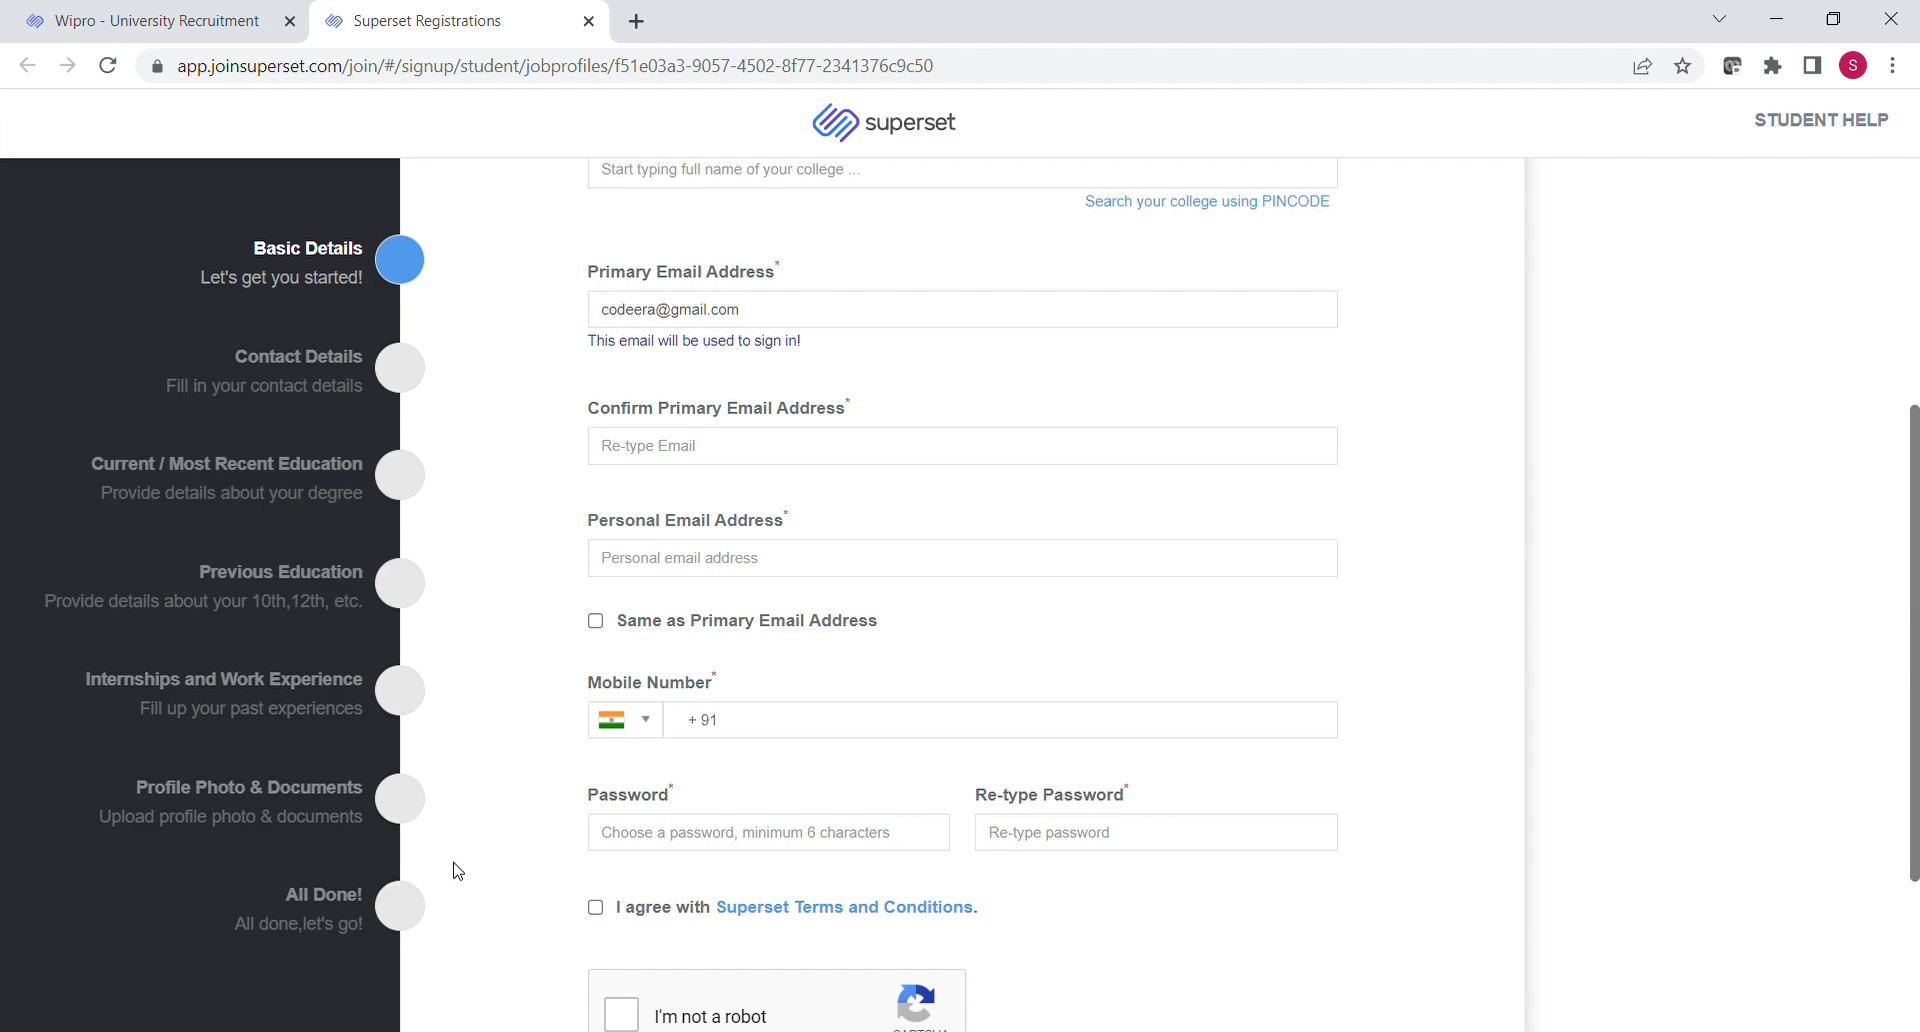 Wipro - University Recruitment
Superset Registrations
app.joinsuperset.com/join/#/signup/student/jobprofiles/f51e03a3-9057-4502-8f77-2341376c9c50
S
superset
STUDENT HELP
Start typing full name of your college ...
Search your college using PINCODE
Basic Details
Let's get you started!
Contact Details
Fill in your contact details
Current / Most Recent Education
Provide details about your degree
Previous Education
Provide details about your 10th,12th, etc.
Internships and Work Experience
Fill up your past experiences
Profile Photo & Documents
Upload profile photo & documents
All Done!
All done,let's go!
Primary Email Address*
codeera@gmail.com
This email will be used to sign in!
Confirm Primary Email Address*
Re-type Email
Personal Email Address*
Personal email address
Same as Primary Email Address
Mobile Number*
+ 91
Password*
Re-type Password*
Choose a password, minimum 6 characters
Re-type password
I agree with Superset Terms and Conditions.
I'm not a robot